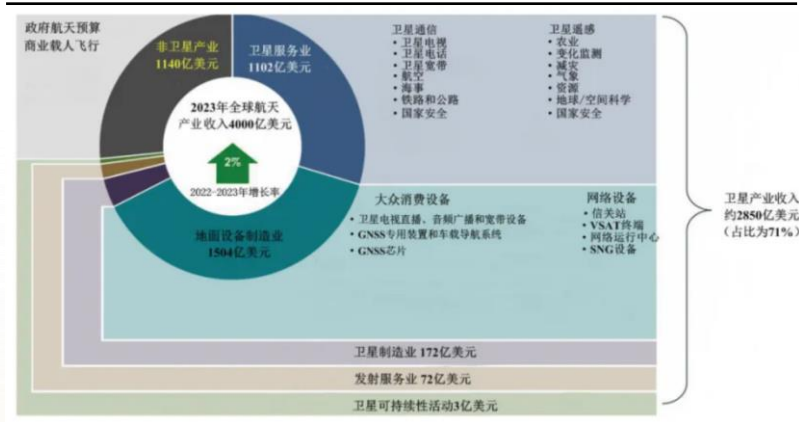 政府航天预算
商业载人飞行
非卫星产业
1140亿美元
卫星服务业
1102亿美元
2023年全球航天
产业收入4000亿美元
2%
2022-2023年增长率
地面设备制造业
1504亿美元
卫星通信
• 卫星电视
• 卫星电话
• 卫星宽带
• 航空
• 海事
• 铁路和公路
• 国家安全
卫星遥感
• 农业
• 变化监测
• 减灾
• 气象
• 资源
• 地球/空间科学
• 国家安全
大众消费设备
• 卫星电视直播、音频广播和宽带设备
• GNSS专用装置和车载导航系统
• GNSS芯片
网络设备
• 信关站
• VSAT终端
• 网络运行中心
• SNG设备
卫星制造业 172亿美元
发射服务业 72亿美元
卫星可持续性活动3亿美元
卫星产业收入
约2850亿美元
（占比为71%）